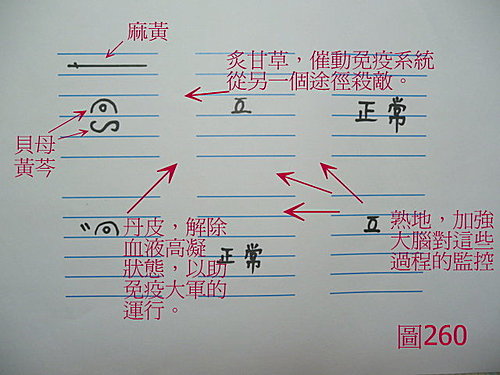 麻黃
炙甘草，催動免疫系統
從另一個途徑殺敵。
正常
貝母
黃芩
丹皮，解除
血液高凝
狀態，以助
免疫大軍的
運行。
正常
熟地，加強
大腦對這些
過程的監控
圖260